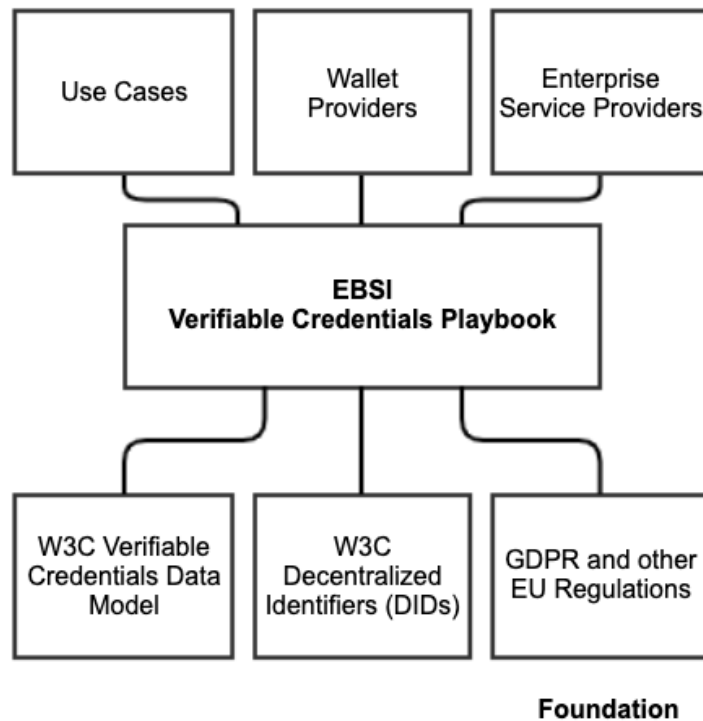 Use Cases
Wallet
Providers
Enterprise
Service Providers
EBSI
Verifiable Credentials Playbook
W3C Verifiable
Credentials Data
Model
W3C
Decentralized
Identifiers (DIDs)
GDPR and other
EU Regulations
Foundation